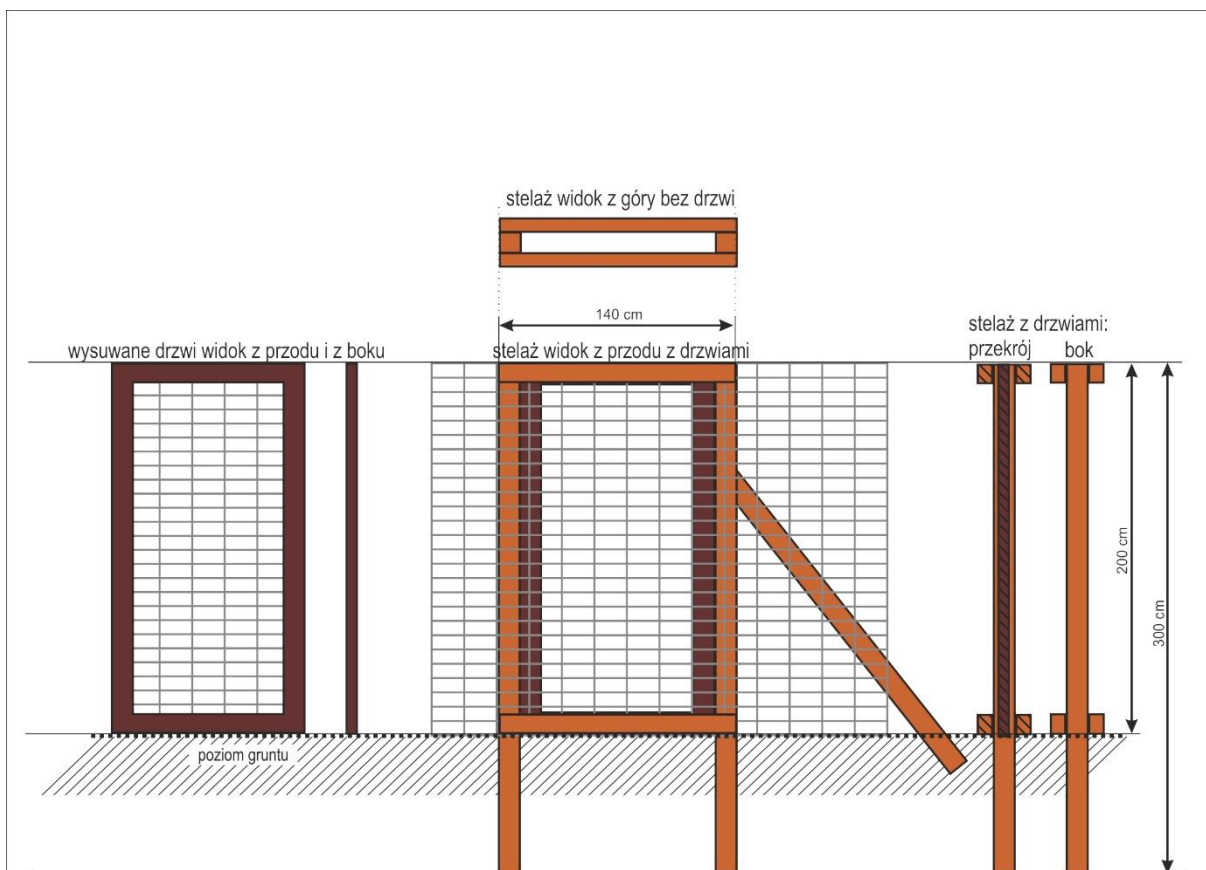 stelaż widok z góry bez drzwi
140 cm
wysuwane drzwi widok z przodu i z boku
stelaż widok z przodu z drzwiami
stelaż z drzwiami:
przekrój
bok
200 cm
300 cm
poziom gruntu